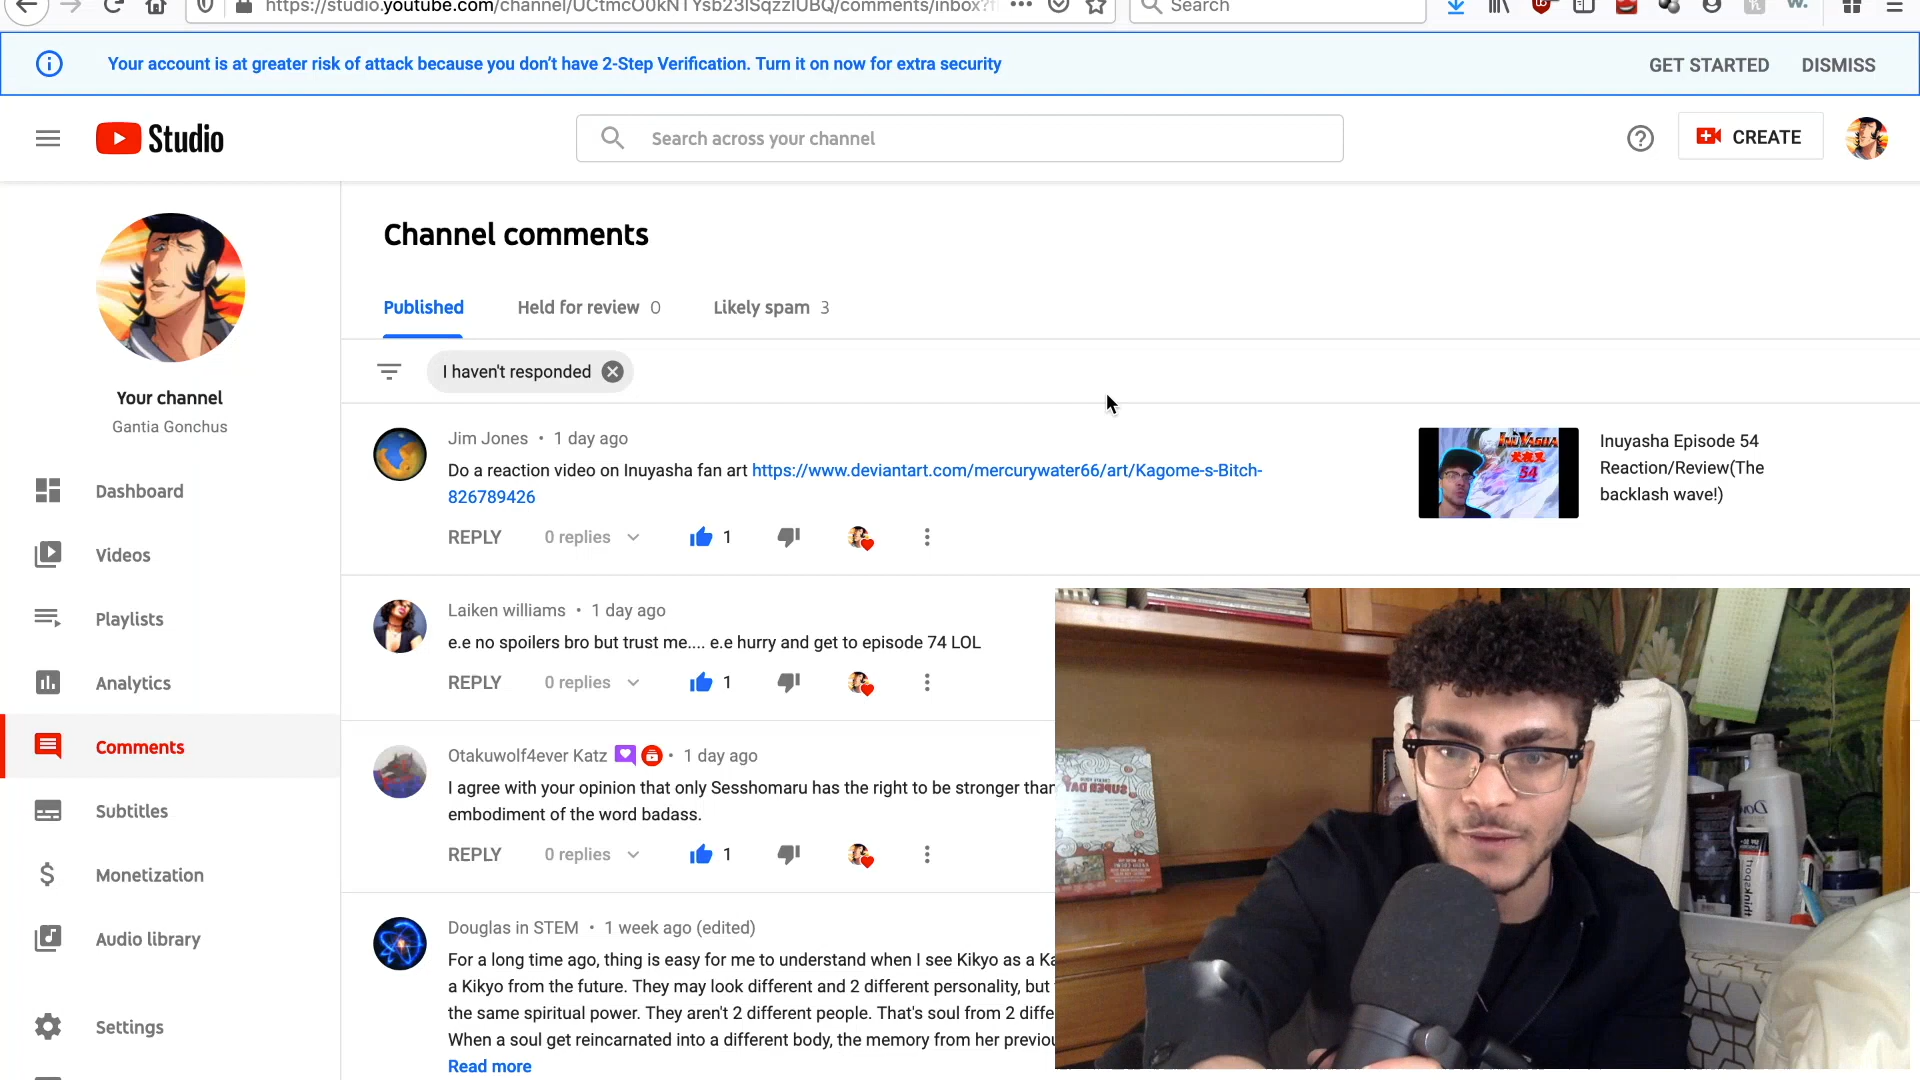 Search
Your account is at greater risk of attack because you don't have 2-Step Verification. Turn it on now for extra security
GET STARTED
DISMISS
Studio
Search across your channel
CREATE
Your channel
Gantia Gonchus
Dashboard
Videos
Playlists
Analytics
Comments
Subtitles
Monetization
Audio library
Settings
Channel comments
Published
Held for review 0
Likely spam 3
I haven't responded
Jim Jones • 1 day ago
Do a reaction video on Inuyasha fan art https://www.deviantart.com/mercurywater66/art/Kagome-s-Bitch-
826789426
REPLY 0 replies 1
INUYASHA
犬夜叉
54
Inuyasha Episode 54
Reaction/Review(The
backlash wave!)
Laiken williams • 1 day ago
e.e no spoilers bro but trust me.... e.e hurry and get to episode 74 LOL
REPLY 0 replies 1
Otakuwolf4ever Katz • 1 day ago
I agree with your opinion that only Sesshomaru has the right to be stronger than
embodiment of the word badass.
REPLY 0 replies 1
Douglas in STEM • 1 week ago (edited)
For a long time ago, thing is easy for me to understand when I see Kikyo as a
a Kikyo from the future. They may look different and 2 different personality, but
the same spiritual power. They aren't 2 different people. That's soul from 2
When a soul get reincarnated into a different body, the memory from her
Read more
SUPER DAY
Dove